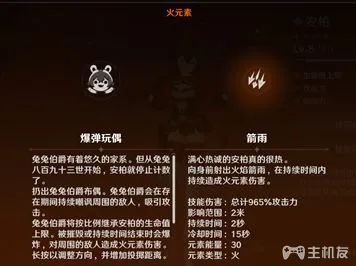 火元素
安柏
爆弹玩偶
兔兔伯爵有着悠久的家系。但从兔兔
八百九十三世开始，安柏就停止计数
了。
扔出兔兔伯爵布偶。兔兔伯爵会在存
在期间持续嘲讽周围的敌人，吸引攻
击。
兔兔伯爵将按比例继承安柏的生命值
上限。被摧毁或持续时间结束时会爆
炸，对周围的敌人造成火元素伤害。
长按以调整方向，并增加投掷距离。
箭雨
满心热诚的安柏真的很热。
向身前射出火焰箭雨，在持续时间内
持续造成火元素伤害。
技能伤害：总计965%攻击力
影响范围：2米
持续时间：2秒
冷却时间：15秒
元素能量：30
元素类型：火
主机友